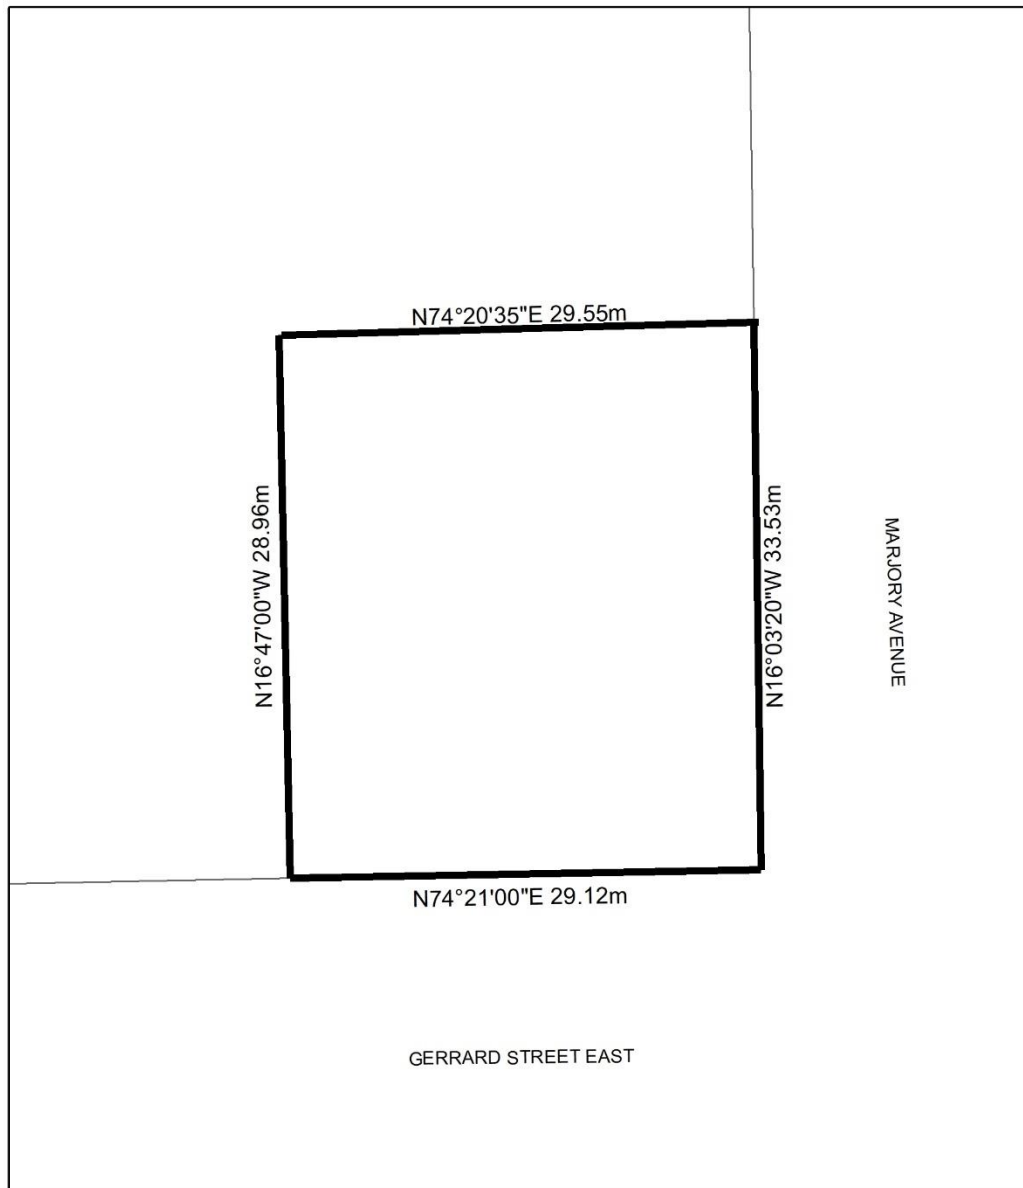 N74°20'35"E 29.55m
N16°47'00"W 28.96m
N16°03'20"W 33.53m
MARJORY AVENUE
N74°21'00"E 29.12m
GERRARD STREET EAST